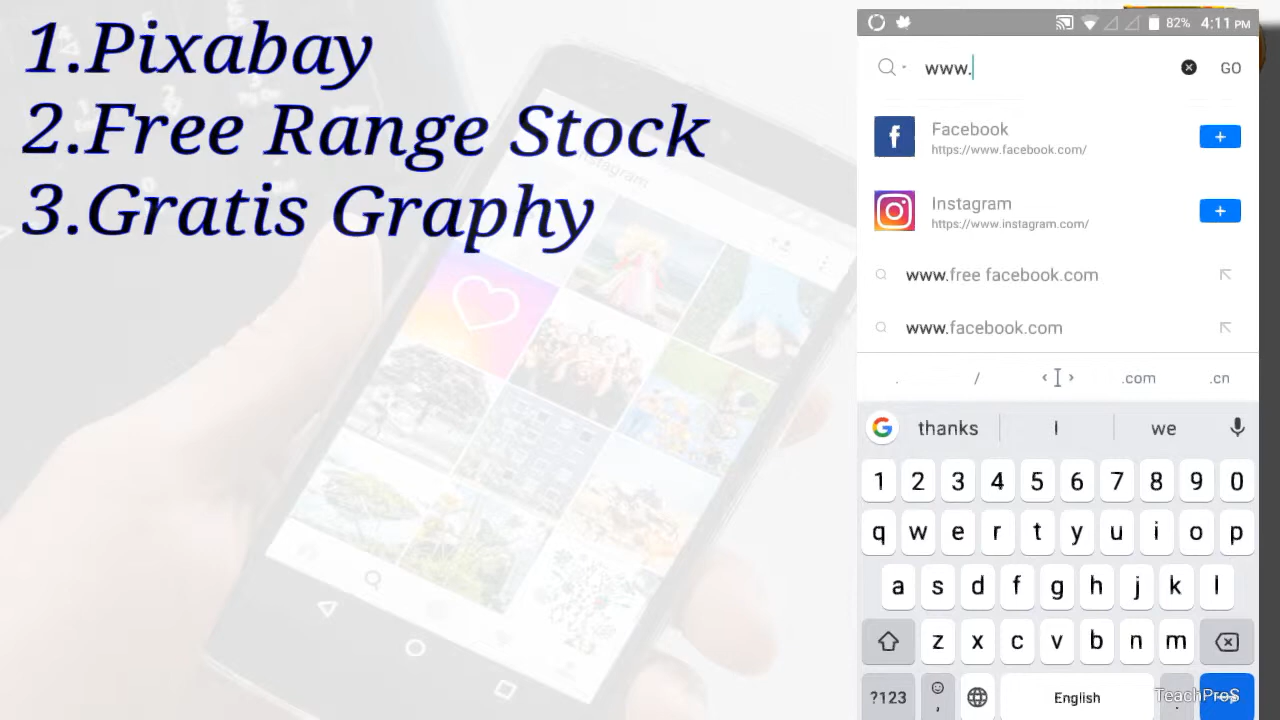 1.Pixabay
2.Free Range Stock
3.Gratis Graphy
Instagram
82% 4:11 PM
www. GO
Facebook
https://www.facebook.com/
+
Instagram
https://www.instagram.com/
+
www.free facebook.com
www.facebook.com
. / .com .cn
thanks I we
1 2 3 4 5 6 7 8 9 0
q w e r t y u i o p
a s d f g h j k l
z x c v b n m
?123 , English .
TeachProS